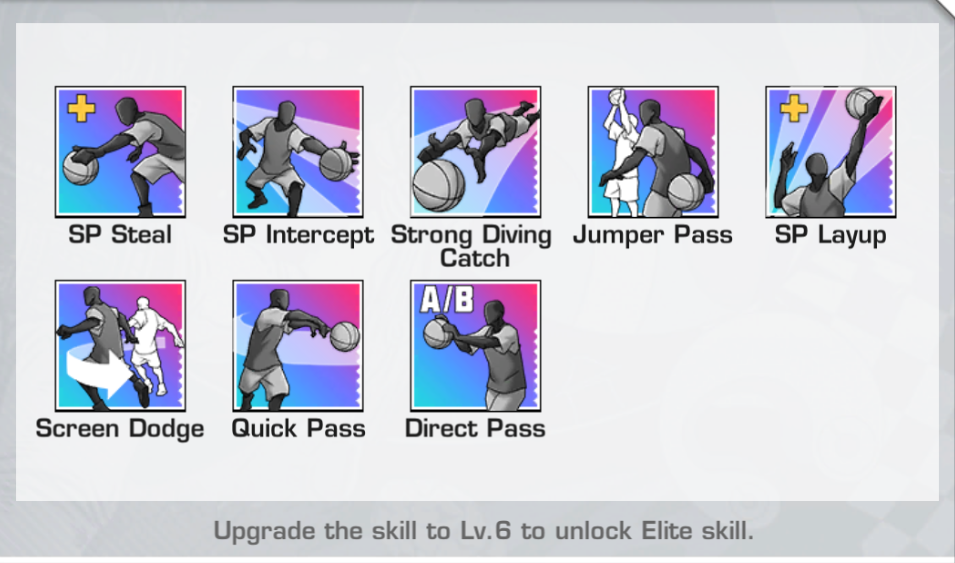 SP Steal
SP Intercept
Strong Diving
Catch
Jumper Pass
SP Layup
Screen Dodge
Quick Pass
A/B
Direct Pass
Upgrade the skill to Lv.6 to unlock Elite skill.